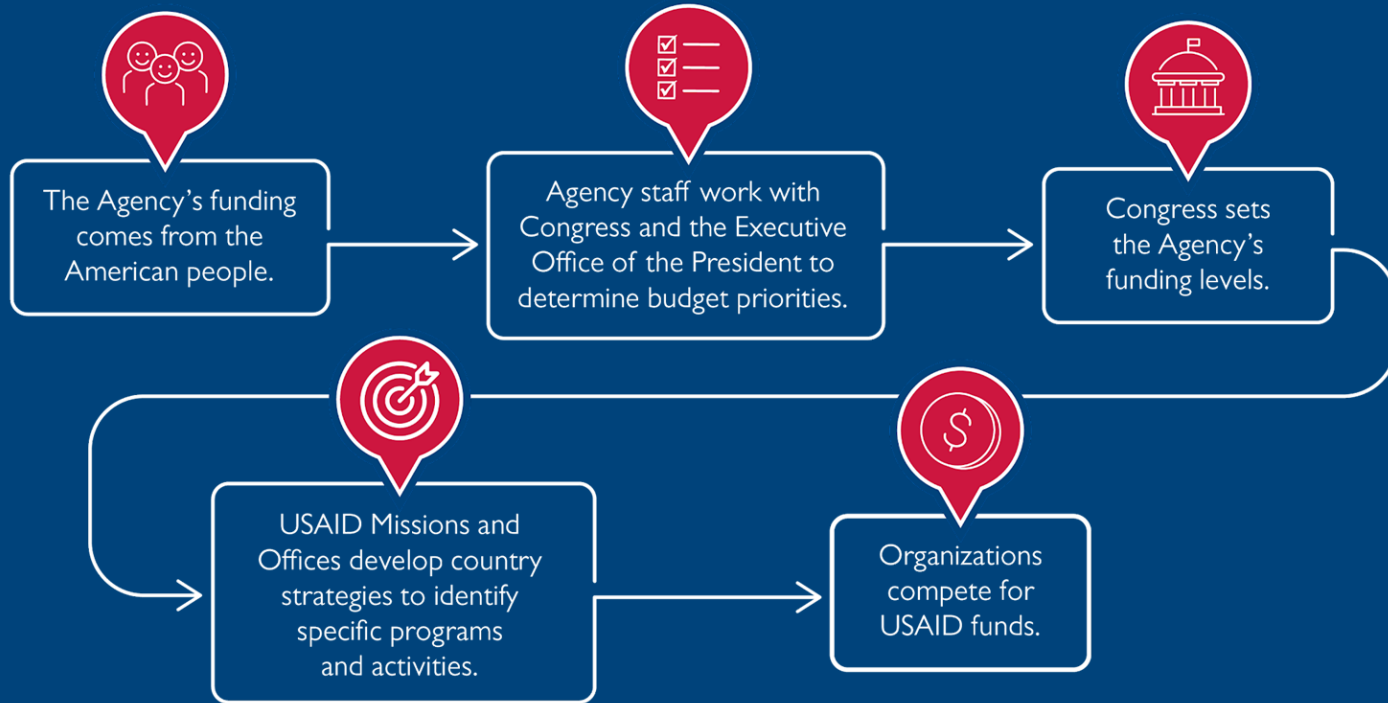 The Agency’s funding
comes from the
American people.
Agency staff work with
Congress and the Executive
Office of the President to
determine budget priorities.
Congress sets
the Agency’s
funding levels.
USAID Missions and
Offices develop country
strategies to identify
specific programs
and activities.
$
Organizations
compete for
USAID funds.